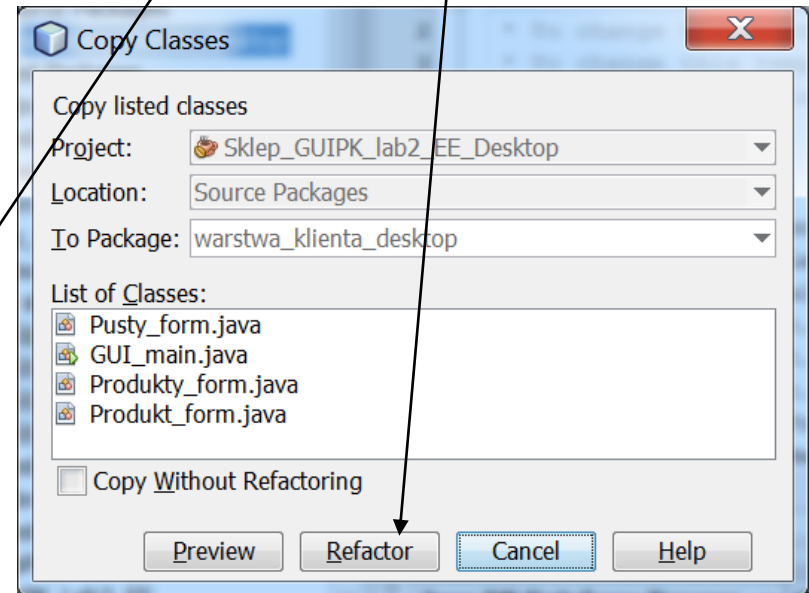 Copy Classes
Copy listed classes
Project: Sklep_GUIPK_lab2_EE_Desktop
Location: Source Packages
To Package: warstwa_klienta_desktop
List of Classes:
Pusty_form.java
GUI_main.java
Produkty_form.java
Produkt_form.java
Copy Without Refactoring
Preview Refactor Cancel Help